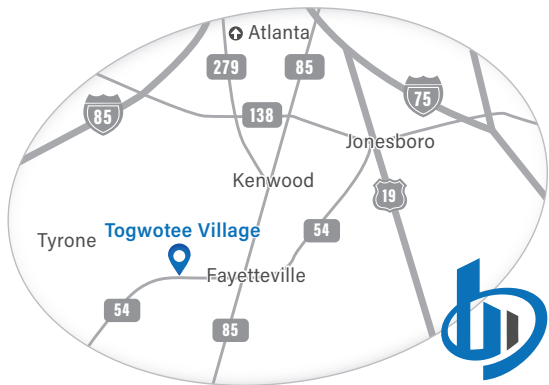 Atlanta
279
85
75
85
138
Jonesboro
Kenwood
19
54
Togwotee Village
Tyrone
Fayetteville
54
85